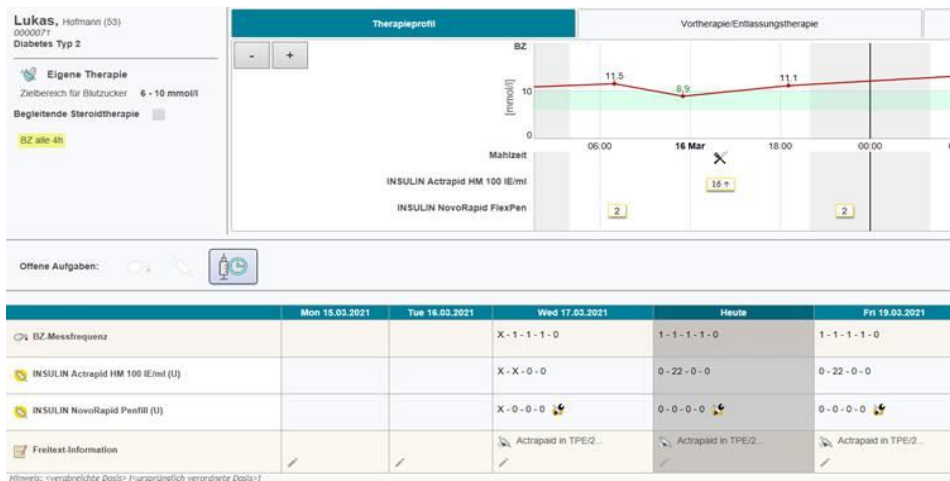 Lukas, Hofmann (53)
0000071
Diabetes Typ 2
Eigene Therapie
Zielbereich für Blutzucker 6 - 10 mmol/l
Begleitende Steroidtherapie
BZ alle 4h
Therapieprofil
Vortherapie/Entlassungstherapie
- +
BZ
[mmol/l]
10
0
11.5
8,9
11.1
06:00 16 Mar 18:00 00:00
Mahlzeit
INSULIN Actrapid HM 100 IE/ml
16 +
INSULIN NovoRapid FlexPen
2 2
Offene Aufgaben:
Mon 15.03.2021 Tue 16.03.2021 Wed 17.03.2021 Heute Fri 19.03.2021
BZ-Messfrequenz X - 1 - 1 - 1 - 0 1 - 1 - 1 - 1 - 0 1 - 1 - 1 - 1 - 0
INSULIN Actrapid HM 100 IE/ml (U) X - X - 0 - 0 0 - 22 - 0 - 0 0 - 22 - 0 - 0
INSULIN NovoRapid Penfill (U) X - 0 - 0 - 0 0 - 0 - 0 - 0 0 - 0 - 0 - 0
Freitext-Information Actrapaid in TPE/2... Actrapaid in TPE/2... Actrapaid in TPE/2...
Hinweis: <verabreichte Dosis> [<ursprünglich verordnete Dosis>]